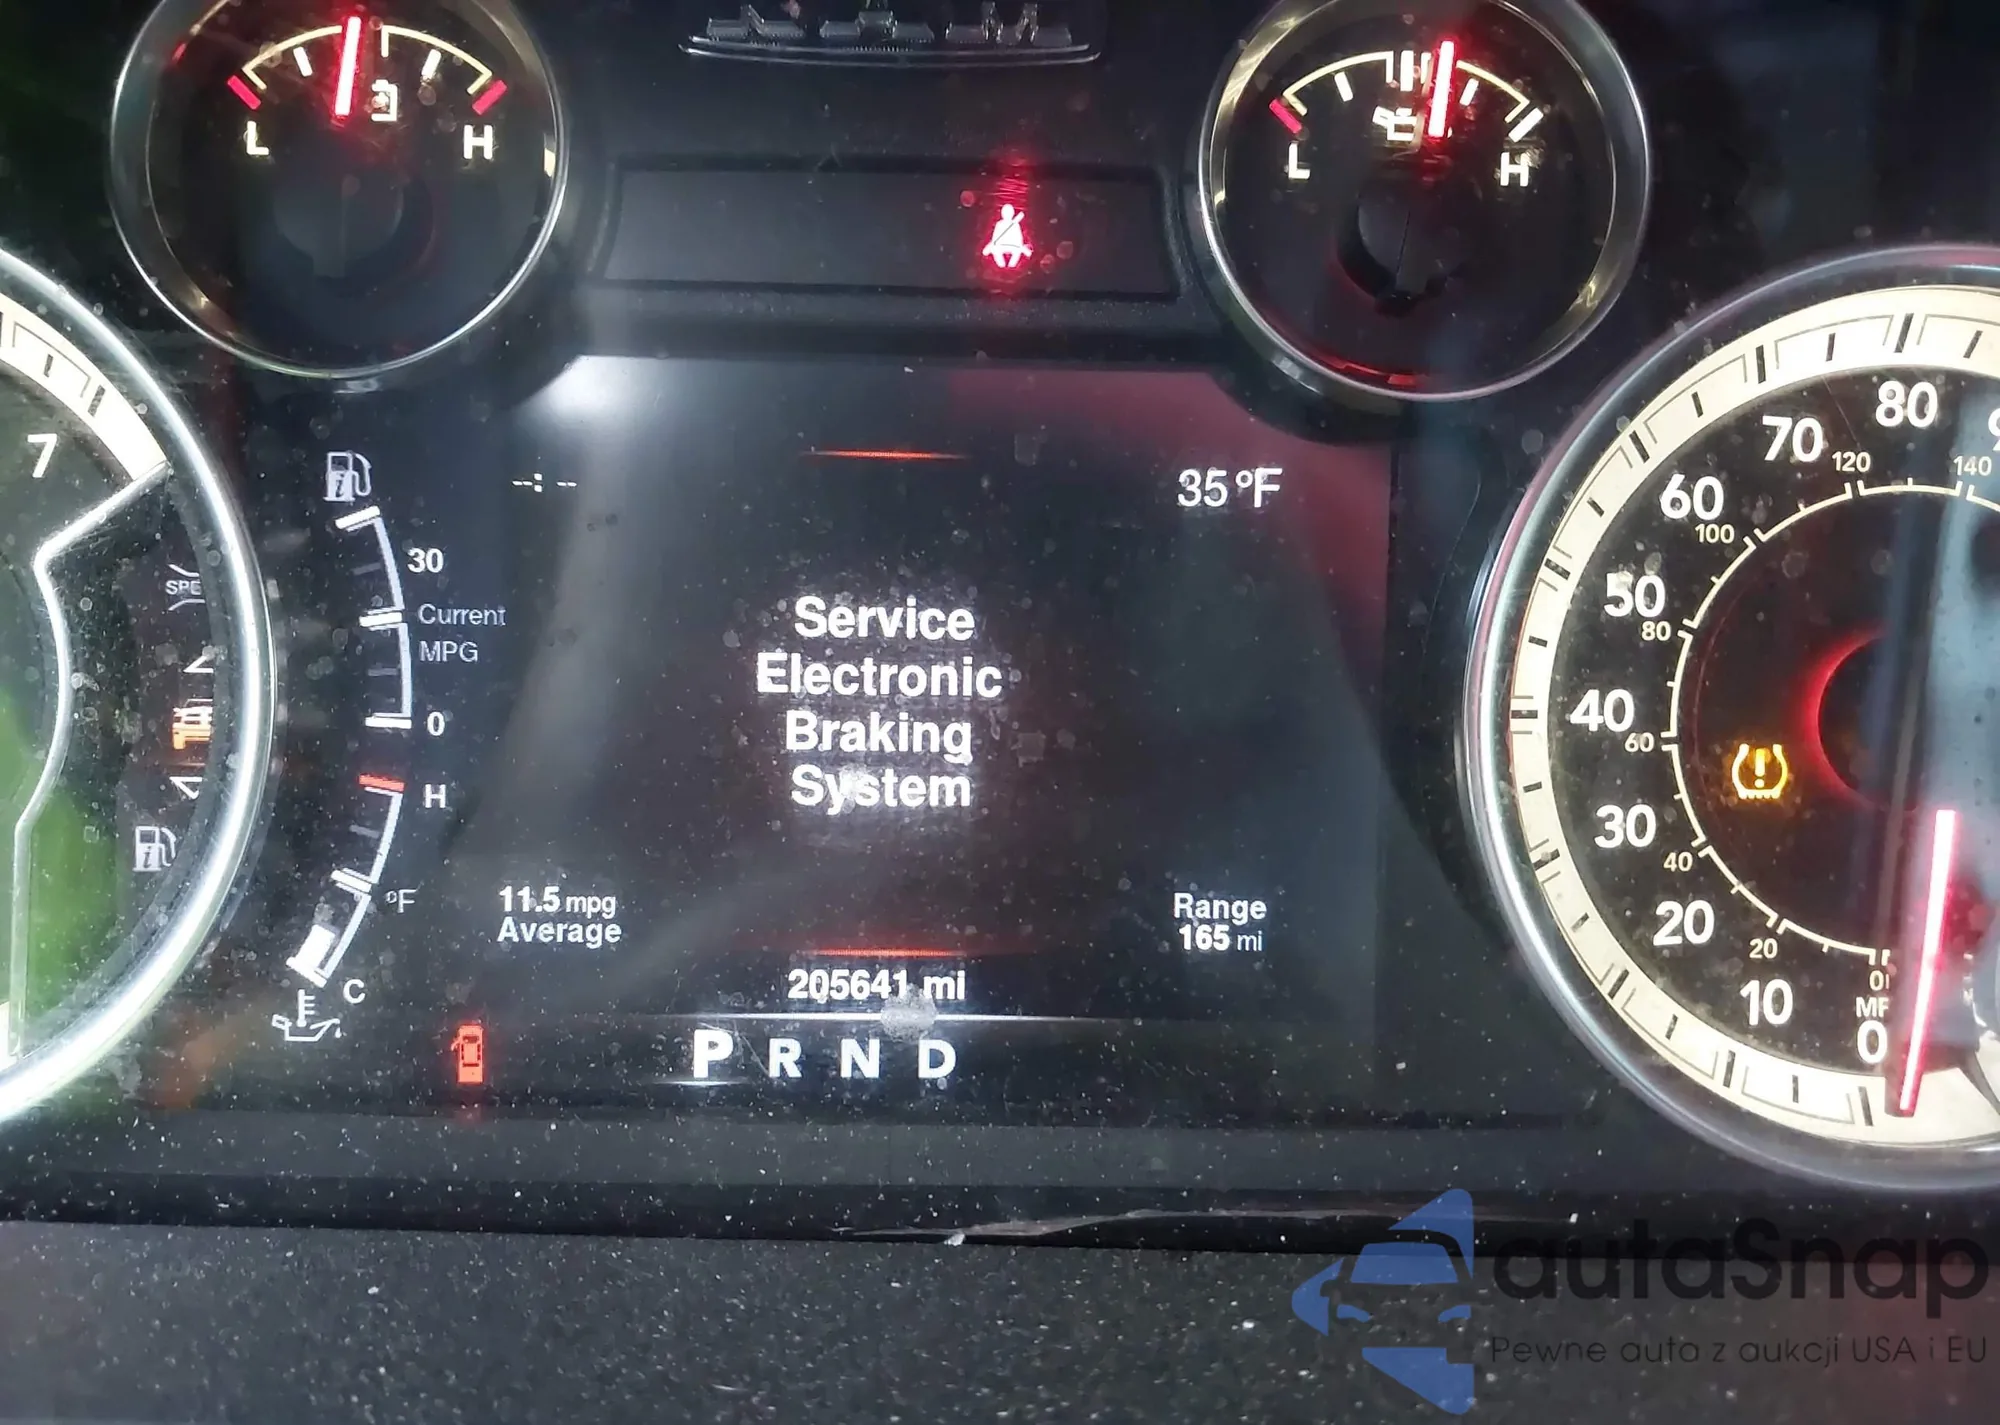 L H
L H
7
--:--
35 °F
SPE
30
Current
MPG
0
H
°F
C
Service
Electronic
Braking
System
11.5 mpg
Average
Range
165 mi
205641 mi
P R N D
80
70
120
140
60
100
50
80
40
60
30
40
20
20
10
0
autaSnap
Pewne auta z aukcji USA i EU